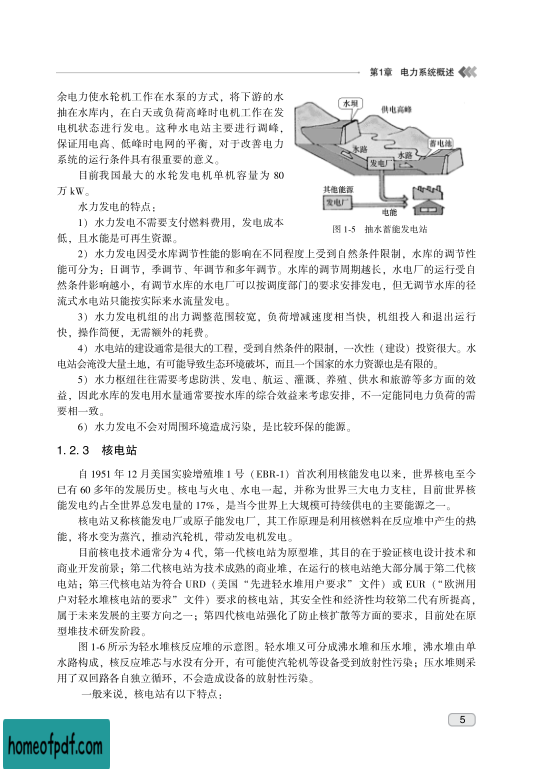 第1章 电力系统概述
余电力使水轮机工作在水泵的方式，将下游的水
抽在水库内，在白天或负荷高峰时电机工作在发
电机状态进行发电。这种水电站主要进行调峰，
保证用电高、低峰时电网的平衡，对于改善电力
系统的运行条件具有很重要的意义。
目前我国最大的水轮发电机单机容量为 80
万 kW。
水力发电的特点：
1）水力发电不需要支付燃料费用，发电成本
低，且水能是可再生资源。
水坝
供电高峰
蓄电池
水路
水路
发电厂
其他能源
发电厂
电能
图 1-5 抽水蓄能发电站
2）水力发电因受水库调节性能的影响在不同程度上受到自然条件限制，水库的调节性
能可分为：日调节，季调节、年调节和多年调节。水库的调节周期越长，水电厂的运行受自
然条件影响越小，有调节水库的水电厂可以按调度部门的要求安排发电，但无调节水库的径
流式水电站只能按实际来水流量发电。
3）水力发电机组的出力调整范围较宽，负荷增减速度相当快，机组投入和退出运行
快，操作简便，无需额外的耗费。
4）水电站的建设通常是很大的工程，受到自然条件的限制，一次性（建设）投资很大。水
电站会淹没大量土地，有可能导致生态环境破坏，而且一个国家的水力资源也是有限的。
5）水力枢纽往往需要考虑防洪、发电、航运、灌溉、养殖、供水和旅游等多方面的效
益，因此水库的发电用水量通常要按水库的综合效益来考虑安排，不一定能同电力负荷的需
要相一致。
6）水力发电不会对周围环境造成污染，是比较环保的能源。
1.2.3 核电站
自 1951 年 12 月美国实验增殖堆 1 号（EBR-1）首次利用核能发电以来，世界核电至今
已有 60 多年的发展历史。核电与火电、水电一起，并称为世界三大电力支柱，目前世界核
能发电约占全世界总发电量的 17%，是当今世界上大规模可持续供电的主要能源之一。
核电站又称核能发电厂或原子能发电厂，其工作原理是利用核燃料在反应堆中产生的热
能，将水变为蒸汽，推动汽轮机，带动发电机发电。
目前核电技术通常分为 4 代，第一代核电站为原型堆，其目的在于验证核电设计技术和
商业开发前景；第二代核电站为技术成熟的商业堆，在运行的核电站绝大部分属于第二代核
电站；第三代核电站为符合 URD（美国“先进轻水堆用户要求”文件）或 EUR（“欧洲用
户对轻水堆核电站的要求”文件）要求的核电站，其安全性和经济性均较第二代有所提高，
属于未来发展的主要方向之一；第四代核电站强化了防止核扩散等方面的要求，目前处在原
型堆技术研发阶段。
图 1-6 所示为轻水堆核反应堆的示意图。轻水堆又可分成沸水堆和压水堆，沸水堆由单
水路构成，核反应堆芯与水没有分开，有可能使汽轮机等设备受到放射性污染；压水堆则采
用了双回路各自独立循环，不会造成设备的放射性污染。
一般来说，核电站有以下特点：
5
homeofpdf.com